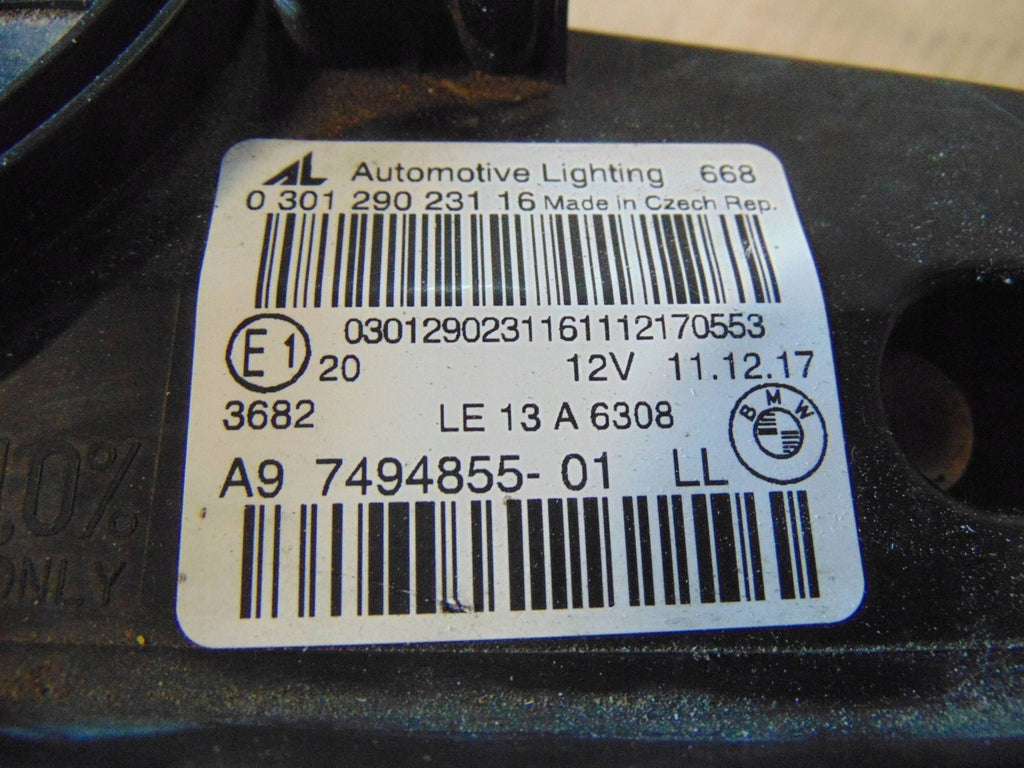 AL Automotive Lighting 668
0 301 290 231 16 Made in Czech Rep.
0301290231161112170553
E1 20 12V 11.12.17
3682 LE 13 A 6308 BMW
A9 7494855-01 LL
10%
ONLY